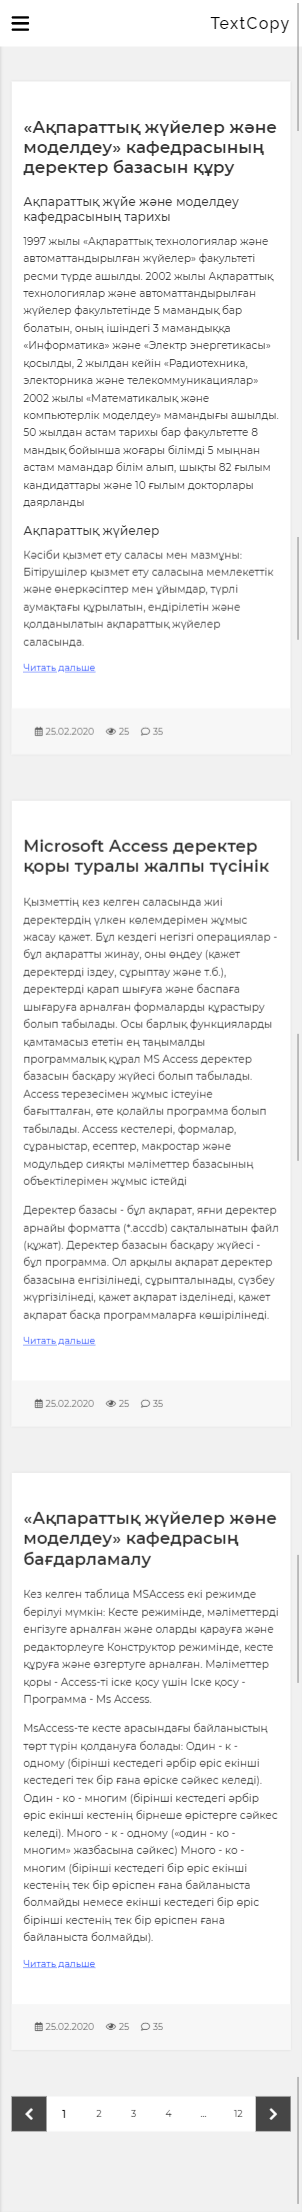 TextCopy
«Ақпараттық жүйелер және
моделдеу» кафедрасының
деректер базасын құру
Ақпараттық жүйе және моделдеу
кафедрасының тарихы
1997 жылы «Ақпараттық технологиялар және
автоматтандырылған жүйелер» факультеті
ресми түрде ашылды. 2002 жылы Ақпараттық
технологиялар және автоматтандырылған
жүйелер факультетінде 5 мамандық бар
болатын, оның ішіндегі 3 мамандыққа
«Информатика» және «Электр энергетикасы»
қосылды, 2 жылдан кейін «Радиотехника,
электорника және телекоммуникациялар»
2002 жылы «Математикалық және
компьютерлік моделдеу» мамандығы ашылды.
50 жылдан астам тарихы бар факультетте 8
мандық бойынша жоғары білімді 5 мыңнан
астам мамандар білім алып, шықты 82 ғылым
кандидаттары және 10 ғылым докторлары
даярланды
Ақпараттық жүйелер
Кәсіби қызмет ету саласы мен мазмұны:
Бітірушілер қызмет ету саласына мемлекеттік
және өнеркәсіптер мен ұйымдар, түрлі
аумақтағы құрылатын, ендірілетін және
қолданылатын ақпараттық жүйелер
саласында.
Читать дальше
25.02.2020 25 35
Microsoft Access деректер
қоры туралы жалпы түсінік
Қызметтің кез келген саласында жиі
деректердің үлкен көлемдерімен жұмыс
жасау қажет. Бұл кездегі негізгі операциялар -
бұл ақпаратты жинау, оны өңдеу (қажет
деректерді іздеу, сұрыптау және т.б.),
деректерді қарап шығуға және баспаға
шығаруға арналған формаларды құрастыру
болып табылады. Осы барлық функцияларды
қамтамасыз ететін ең таңымалды
программалық құрал MS Access деректер
базасын басқару жүйесі болып табылады.
Access терезесімен жұмыс істеуіне
бағытталған, өте қолайлы программа болып
табылады. Access кестелері, формалар,
сұраныстар, есептер, макростар және
модульдер сияқты мәліметтер базасының
объектілерімен жұмыс істейді
Деректер базасы - бұл ақпарат, яғни деректер
арнайы форматта (*.accdb) сақталынатын файл
(құжат). Деректер базасын басқару жүйесі -
бұл программа. Ол арқылы ақпарат деректер
базасына енгізілінеді, сұрыпталынады, сүзбеу
жүргізілінеді, қажет ақпарат ізделінеді, қажет
ақпарат басқа программаларға көшірілінеді.
Читать дальше
25.02.2020 25 35
«Ақпараттық жүйелер және
моделдеу» кафедрасың
бағдарламалу
Кез келген таблица MSAccess екі режимде
берілуі мүмкін: Кесте режимінде, мәліметтерді
енгізуге арналған және оларды қарауға және
редакторлеуге Конструктор режимінде, кесте
құруға және өзгертуге арналған. Мәліметтер
қоры - Access-ті іске қосу үшін Іске қосу -
Программа - Ms Access.
MsAccess-те кесте арасындағы байланыстың
төрт түрін қолдануға болады: Один - к -
одному (бірінші кестедегі әрбір өріс екінші
кестедегі тек бір ғана өріске сәйкес келеді).
Один - ко - многим (бірінші кестедегі әрбір
өріс екінші кестенің бірнеше өрістерге сәйкес
келеді). Много - к - одному («один - ко -
многим» жазбасына сәйкес) Много - ко -
многим (бірінші кестедегі бір өріс екінші
кестенің тек бір өріспен ғана байланыста
болмайды немесе екінші кестедегі бір өріс
бірінші кестенің тек бір өріспен ғана
байланыста болмайды).
Читать дальше
25.02.2020 25 35
1 2 3 4 ... 12